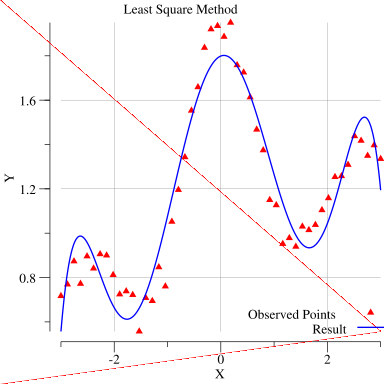 Least Square Method
1.6
1.2
0.8
Y
-2
0
2
X
Observed Points
Result